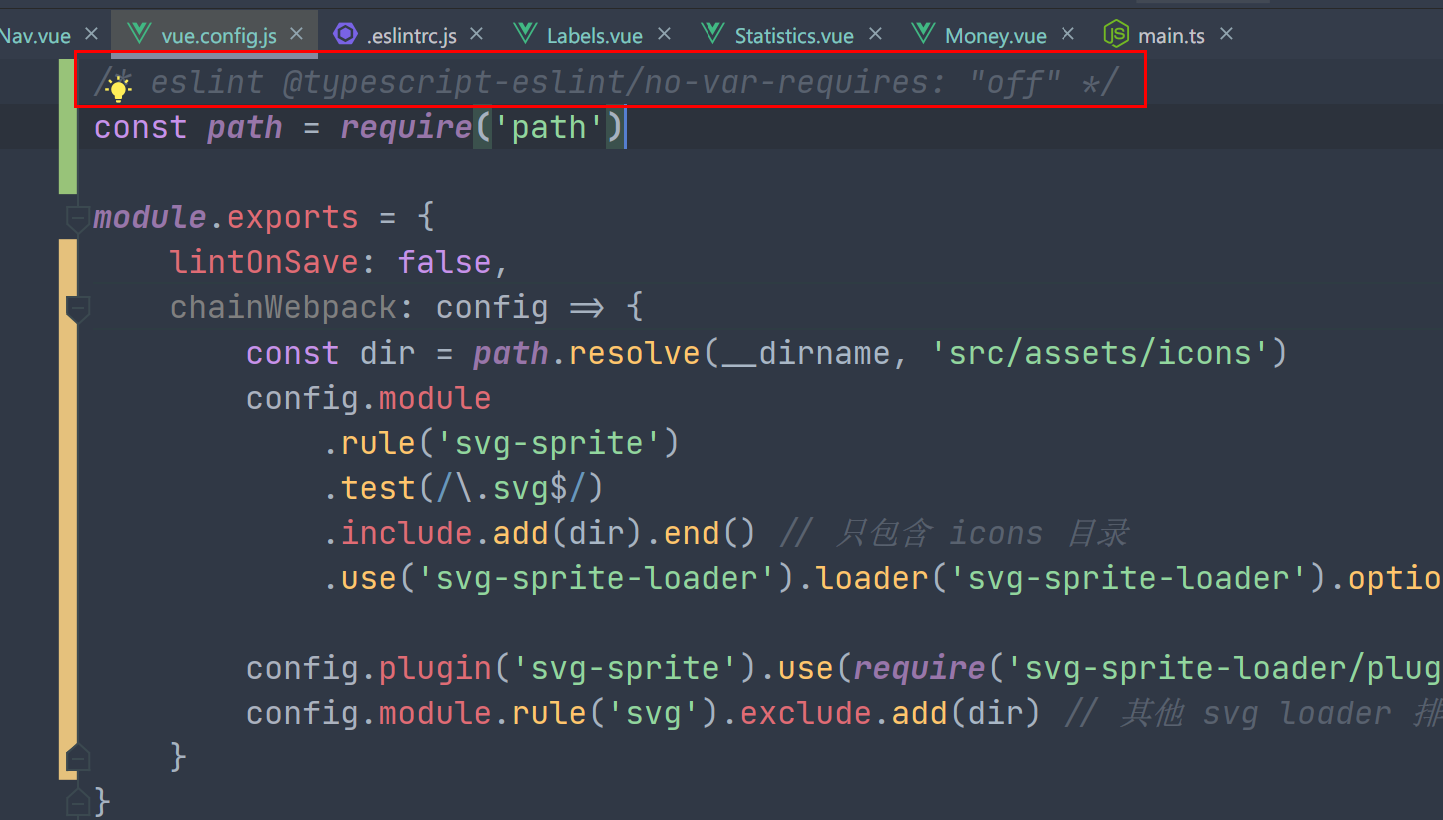 Nav.vue vue.config.js .eslintrc.js Labels.vue Statistics.vue Money.vue JS main.ts
/* eslint @typescript-eslint/no-var-requires: "off" */
const path = require('path')
module.exports = {
lintOnSave: false,
chainWebpack: config => {
const dir = path.resolve(__dirname, 'src/assets/icons')
config.module
.rule('svg-sprite')
.test(/\.svg$/)
.include.add(dir).end() // 只包含 icons 目录
.use('svg-sprite-loader').loader('svg-sprite-loader').optio
config.plugin('svg-sprite').use(require('svg-sprite-loader/plug
config.module.rule('svg').exclude.add(dir) // 其他 svg loader 排
}
}